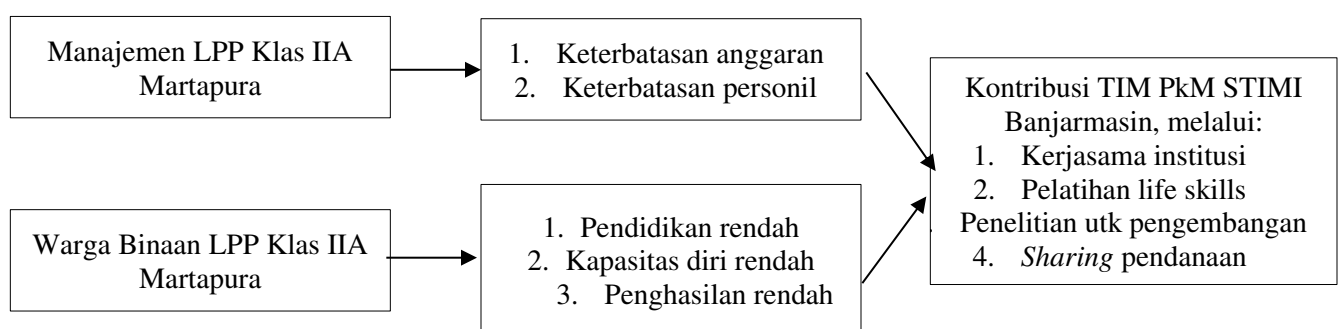 Manajemen LPP Klas IIA
Martapura
1. Keterbatasan anggaran
2. Keterbatasan personil
Warga Binaan LPP Klas IIA
Martapura
1. Pendidikan rendah
2. Kapasitas diri rendah
3. Penghasilan rendah
Kontribusi TIM PkM STIMI
Banjarmasin, melalui:
1. Kerjasama institusi
2. Pelatihan life skills
Penelitian utk pengembangan
4. Sharing pendanaan